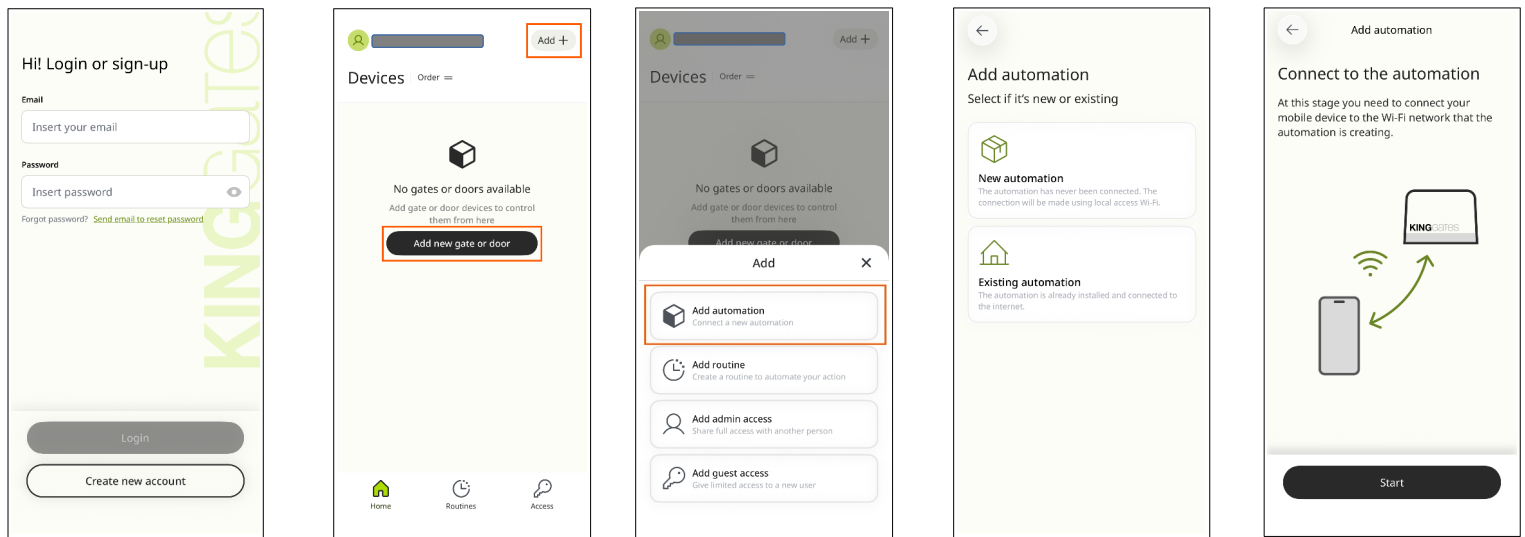 Hi! Login or sign-up
Email
Insert your email
Password
Insert password
Forgot password? Send email to reset password
KINGGates
Login
Create new account
Add +
Devices Order =
No gates or doors available
Add gate or door devices to control
them from here
Add new gate or door
Home Routines Access
Add +
Devices Order =
No gates or doors available
Add gate or door devices to control
them from here
Add new gate or door
Add
Add automation
Connect a new automation
Add routine
Create a routine to automate your action
Add admin access
Share full access with another person
Add guest access
Give limited access to a new user
Add automation
Select if it's new or existing
New automation
The automation has never been connected. The
connection will be made using local access Wi-Fi.
Existing automation
The automation is already installed and connected to
the internet.
Add automation
Connect to the automation
At this stage you need to connect your
mobile device to the Wi-Fi network that the
automation is creating.
KINGGates
Start